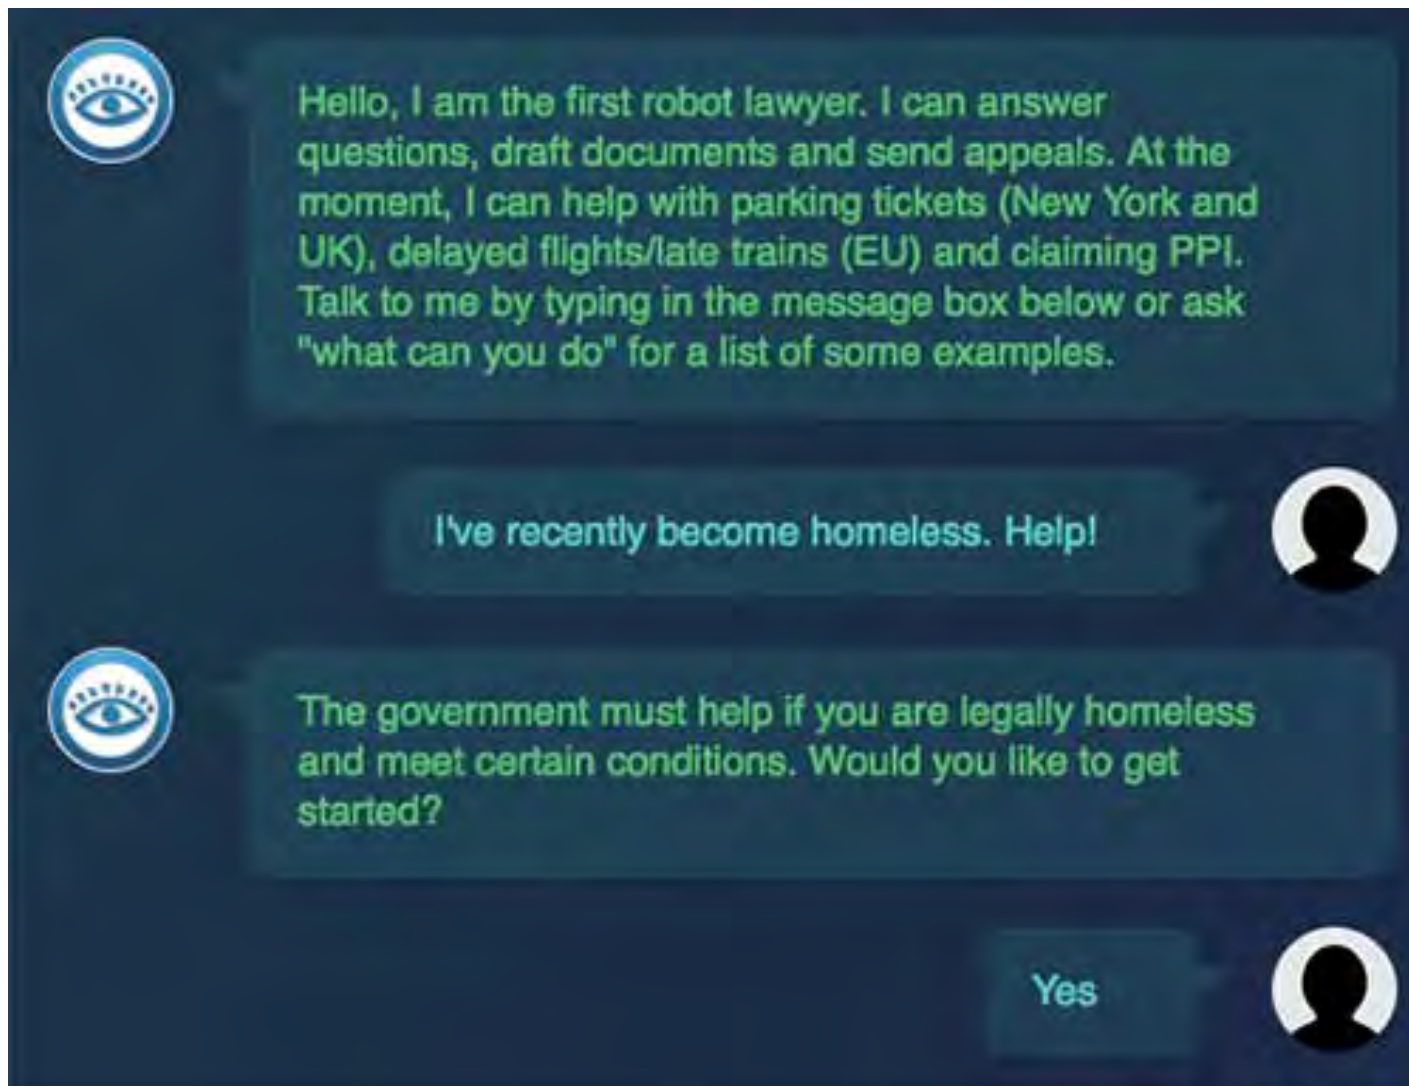 Hello, I am the first robot lawyer. I can answer
questions, draft documents and send appeals. At the
moment, I can help with parking tickets (New York and
UK), delayed flights/late trains (EU) and claiming PPI.
Talk to me by typing in the message box below or ask
"what can you do" for a list of some examples.
I've recently become homeless. Help!
The government must help if you are legally homeless
and meet certain conditions. Would you like to get
started?
Yes